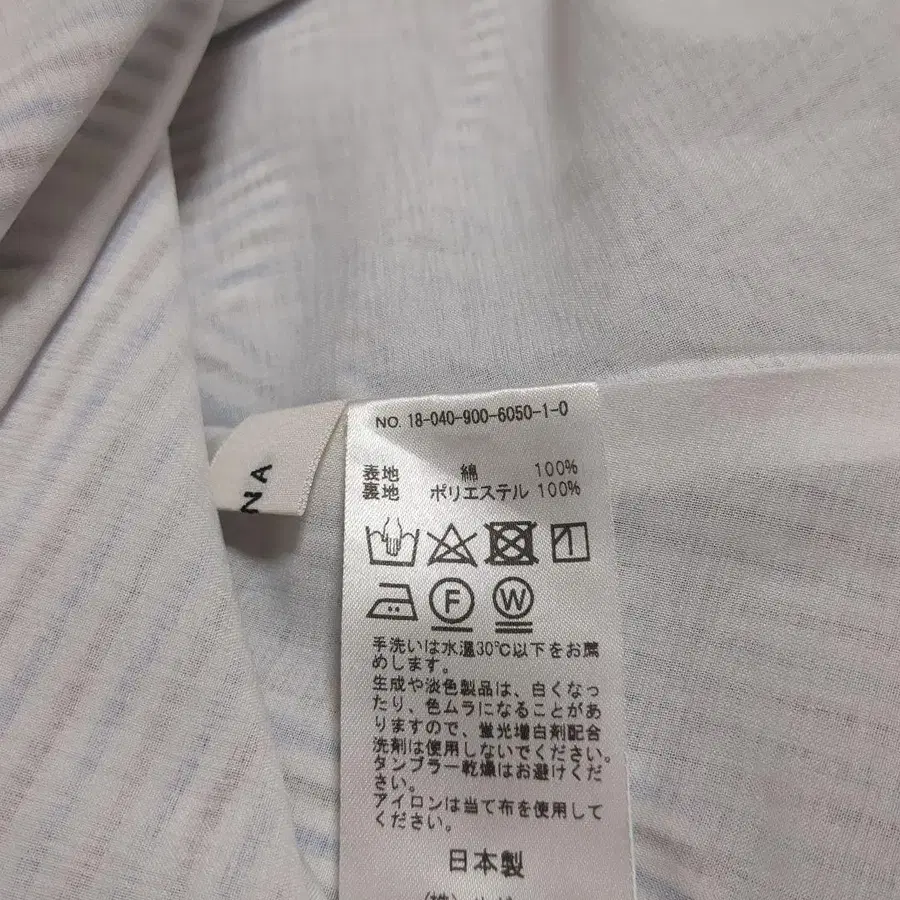 NA
NO. 18-040-900-6050-1-0
表地 綿 100%
裏地 ポリエステル 100%
F W
手洗いは水温30℃以下をお薦
めします。
生成や淡色製品は、白くなっ
たり、色ムラになることがあ
りますので、蛍光増白剤配合
洗剤は使用しないでください。
タンブラー乾燥はお避けくだ
さい。
アイロンは当て布を使用して
ください。
日本製